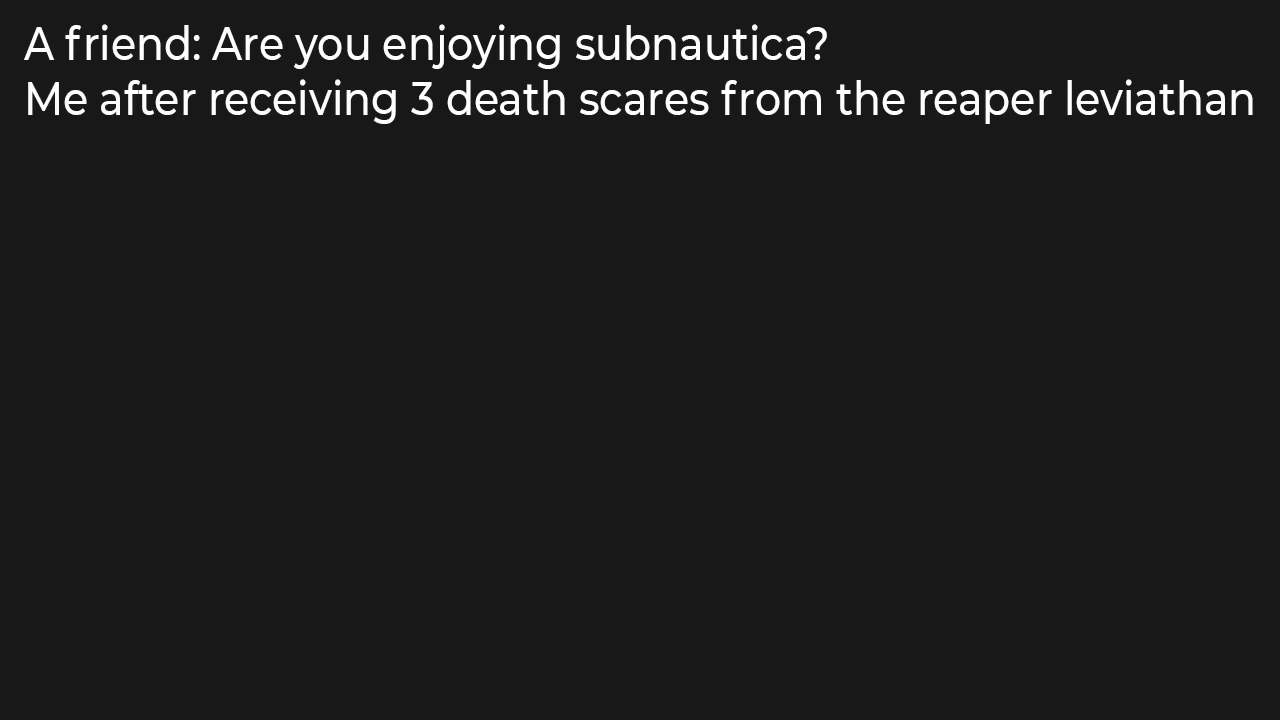 A friend: Are you enjoying subnautica?
Me after receiving 3 death scares from the reaper leviathan